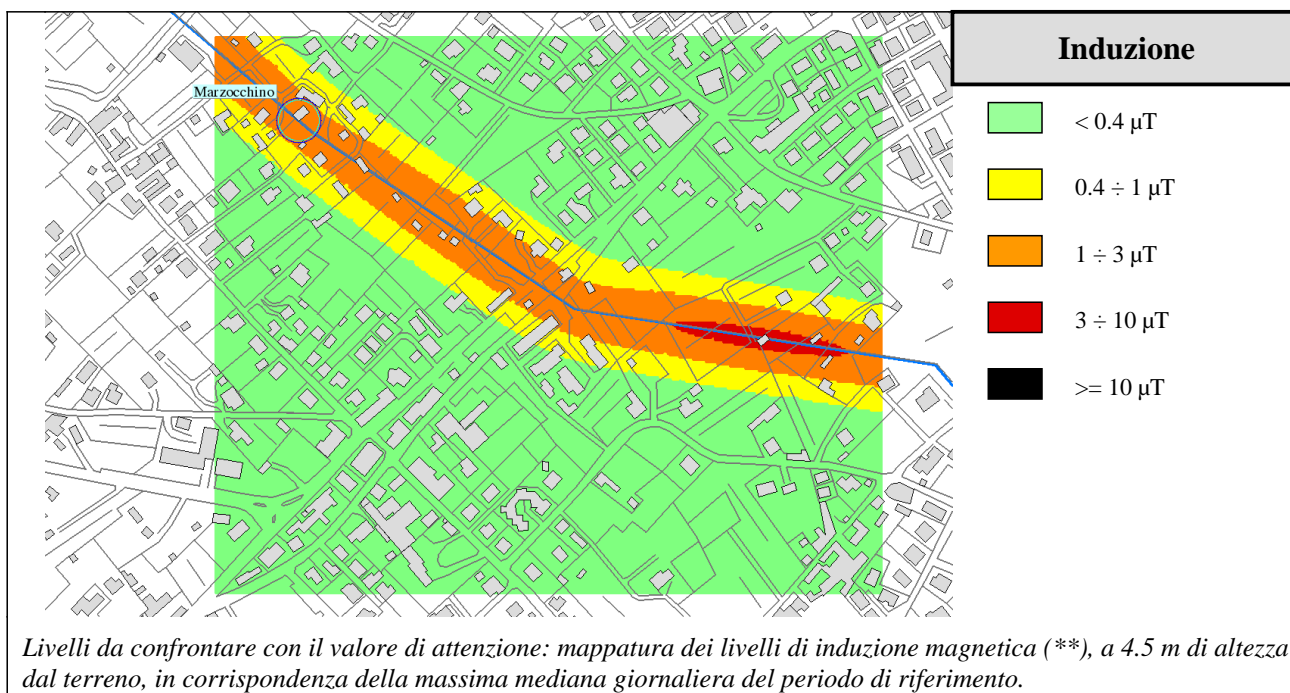 Induzione
Marzocchino
< 0.4 µT
0.4 ÷ 1 µT
1 ÷ 3 µT
3 ÷ 10 µT
>= 10 µT
Livelli da confrontare con il valore di attenzione: mappatura dei livelli di induzione magnetica (**), a 4.5 m di altezza
dal terreno, in corrispondenza della massima mediana giornaliera del periodo di riferimento.